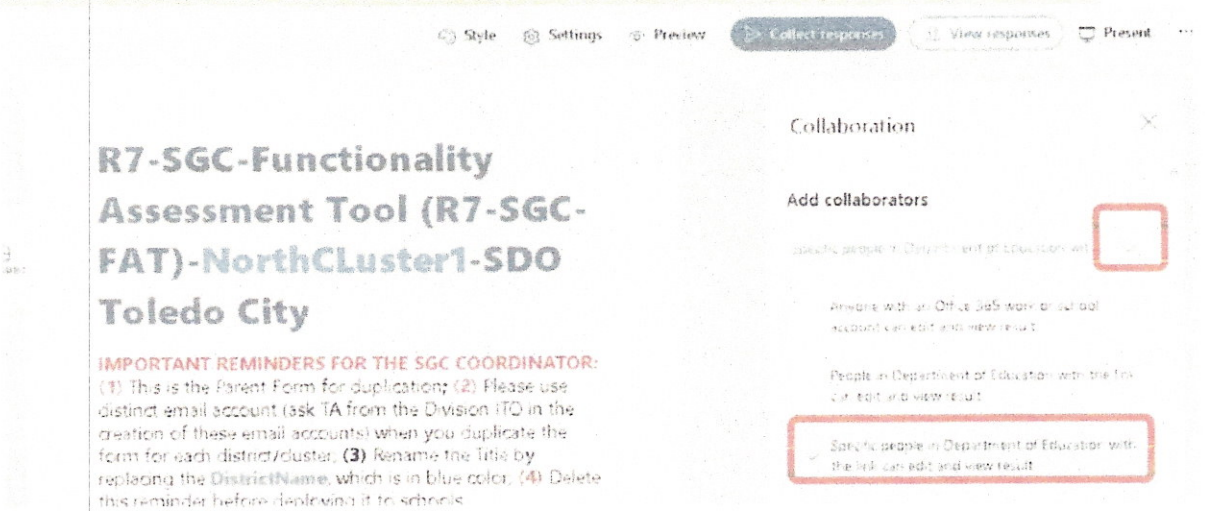 Style Settings Preview Collect responses View responses Present ...
R7-SGC-Functionality
Assessment Tool (R7-SGC-
FAT)-NorthCLuster1-SDO
Toledo City
IMPORTANT REMINDERS FOR THE SGC COORDINATOR:
(1) This is the Parent Form for duplication; (2) Please use
distinct email account (ask TA from the Division ITO in the
creation of these email accounts) when you duplicate the
form for each district/cluster; (3) Rename the Title by
replacing the DistrictName, which is in blue color; (4) Delete
this reminder before deploying it to schools
Collaboration
Add collaborators
Specific people in Department of Education wit
Anyone with an Office 365 work or school
account can edit and view result
People in Department of Education with the link
can edit and view result
Specific people in Department of Education with
the link can edit and view result